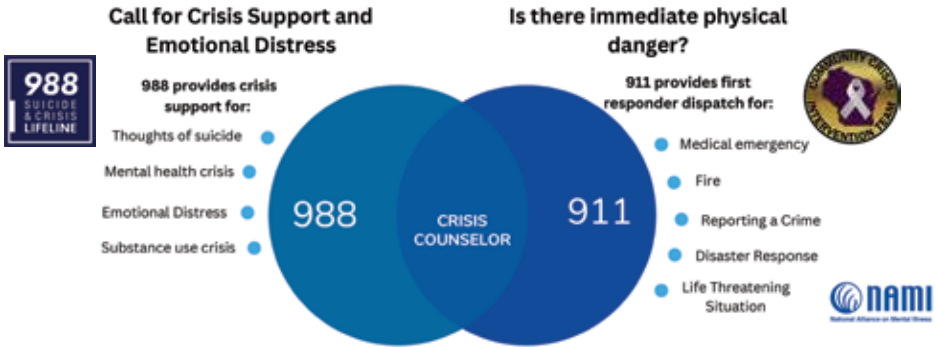 Call for Crisis Support and
Emotional Distress
Is there immediate physical
danger?
988
SUICIDE
& CRISIS
LIFELINE
988 provides crisis
support for:
Thoughts of suicide
Mental health crisis
Emotional Distress
Substance use crisis
988
CRISIS
COUNSELOR
911
911 provides first
responder dispatch for:
Medical emergency
Fire
Reporting a Crime
Disaster Response
Life Threatening
Situation
COMMUNITY CRISIS
INTERVENTION TEAM
NAMI
National Alliance on Mental Illness